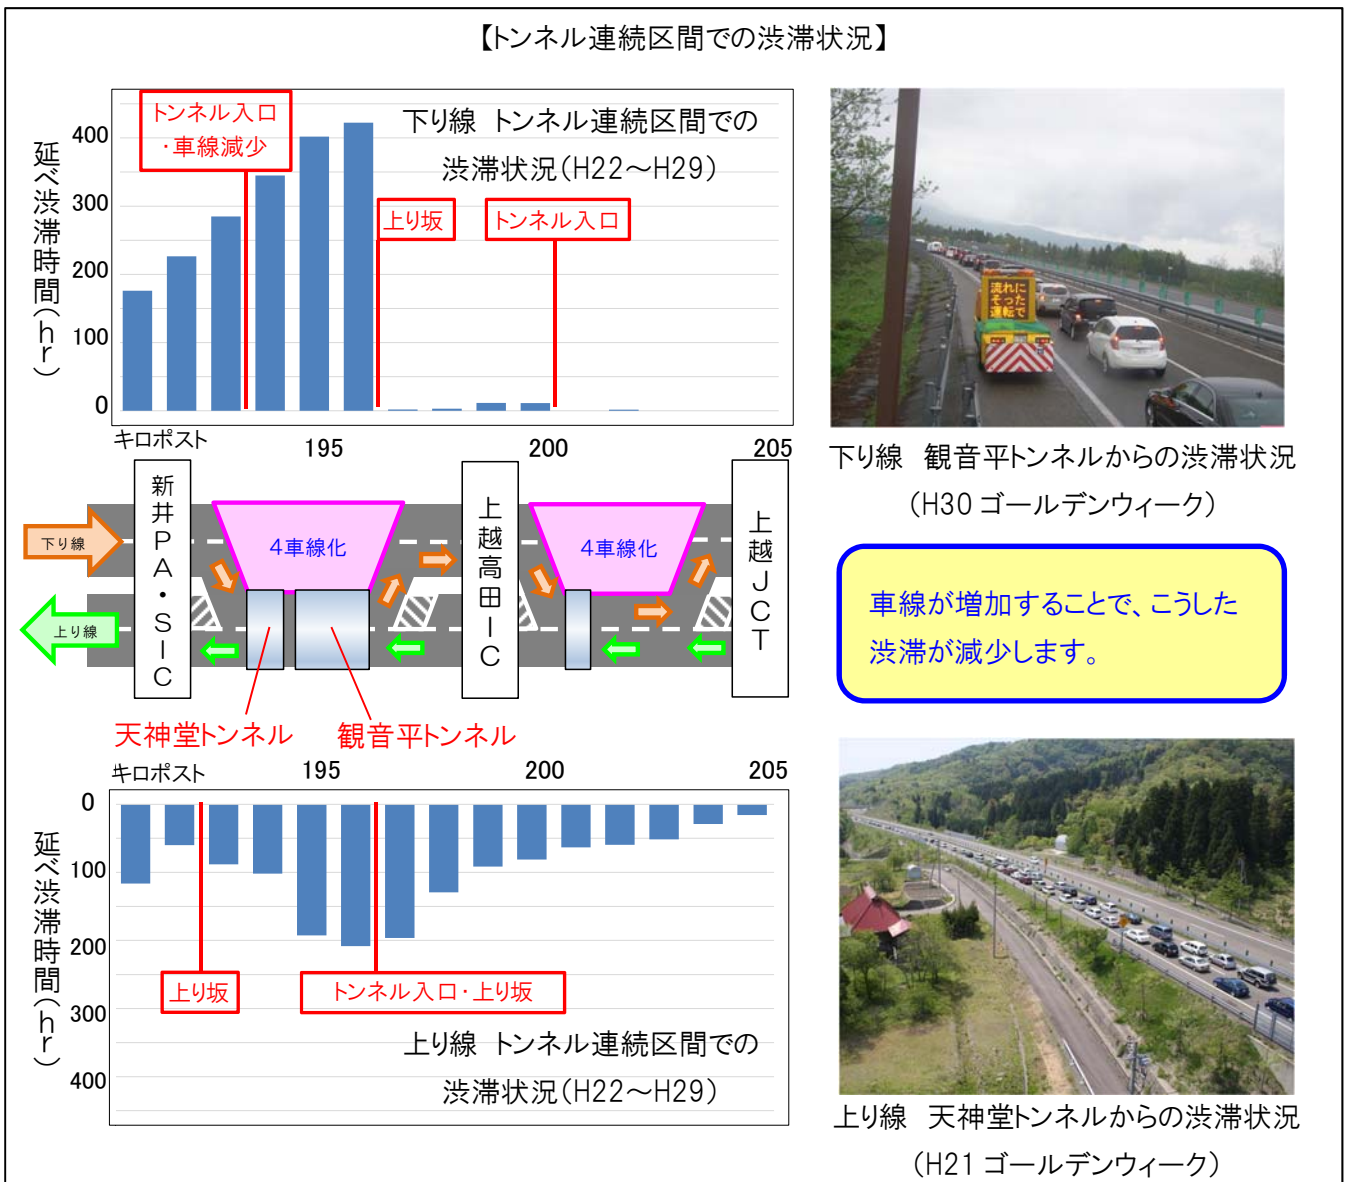 【トンネル連続区間での渋滞状況】
下り線 トンネル連続区間での
渋滞状況(H22～H29)
トンネル入口
・車線減少
上り坂
トンネル入口
延べ渋滞時間(hr)
400
300
200
100
0
キロポスト
195
200
205
流れに
そった
運転で
下り線 観音平トンネルからの渋滞状況
(H30 ゴールデンウィーク)
新井PA・SIC
上越高田IC
上越JCT
下り線
上り線
4車線化
4車線化
天神堂トンネル
観音平トンネル
車線が増加することで、こうした
渋滞が減少します。
キロポスト
195
200
205
延べ渋滞時間(hr)
0
100
200
300
400
上り坂
トンネル入口・上り坂
上り線 トンネル連続区間での
渋滞状況(H22～H29)
上り線 天神堂トンネルからの渋滞状況
(H21 ゴールデンウィーク)